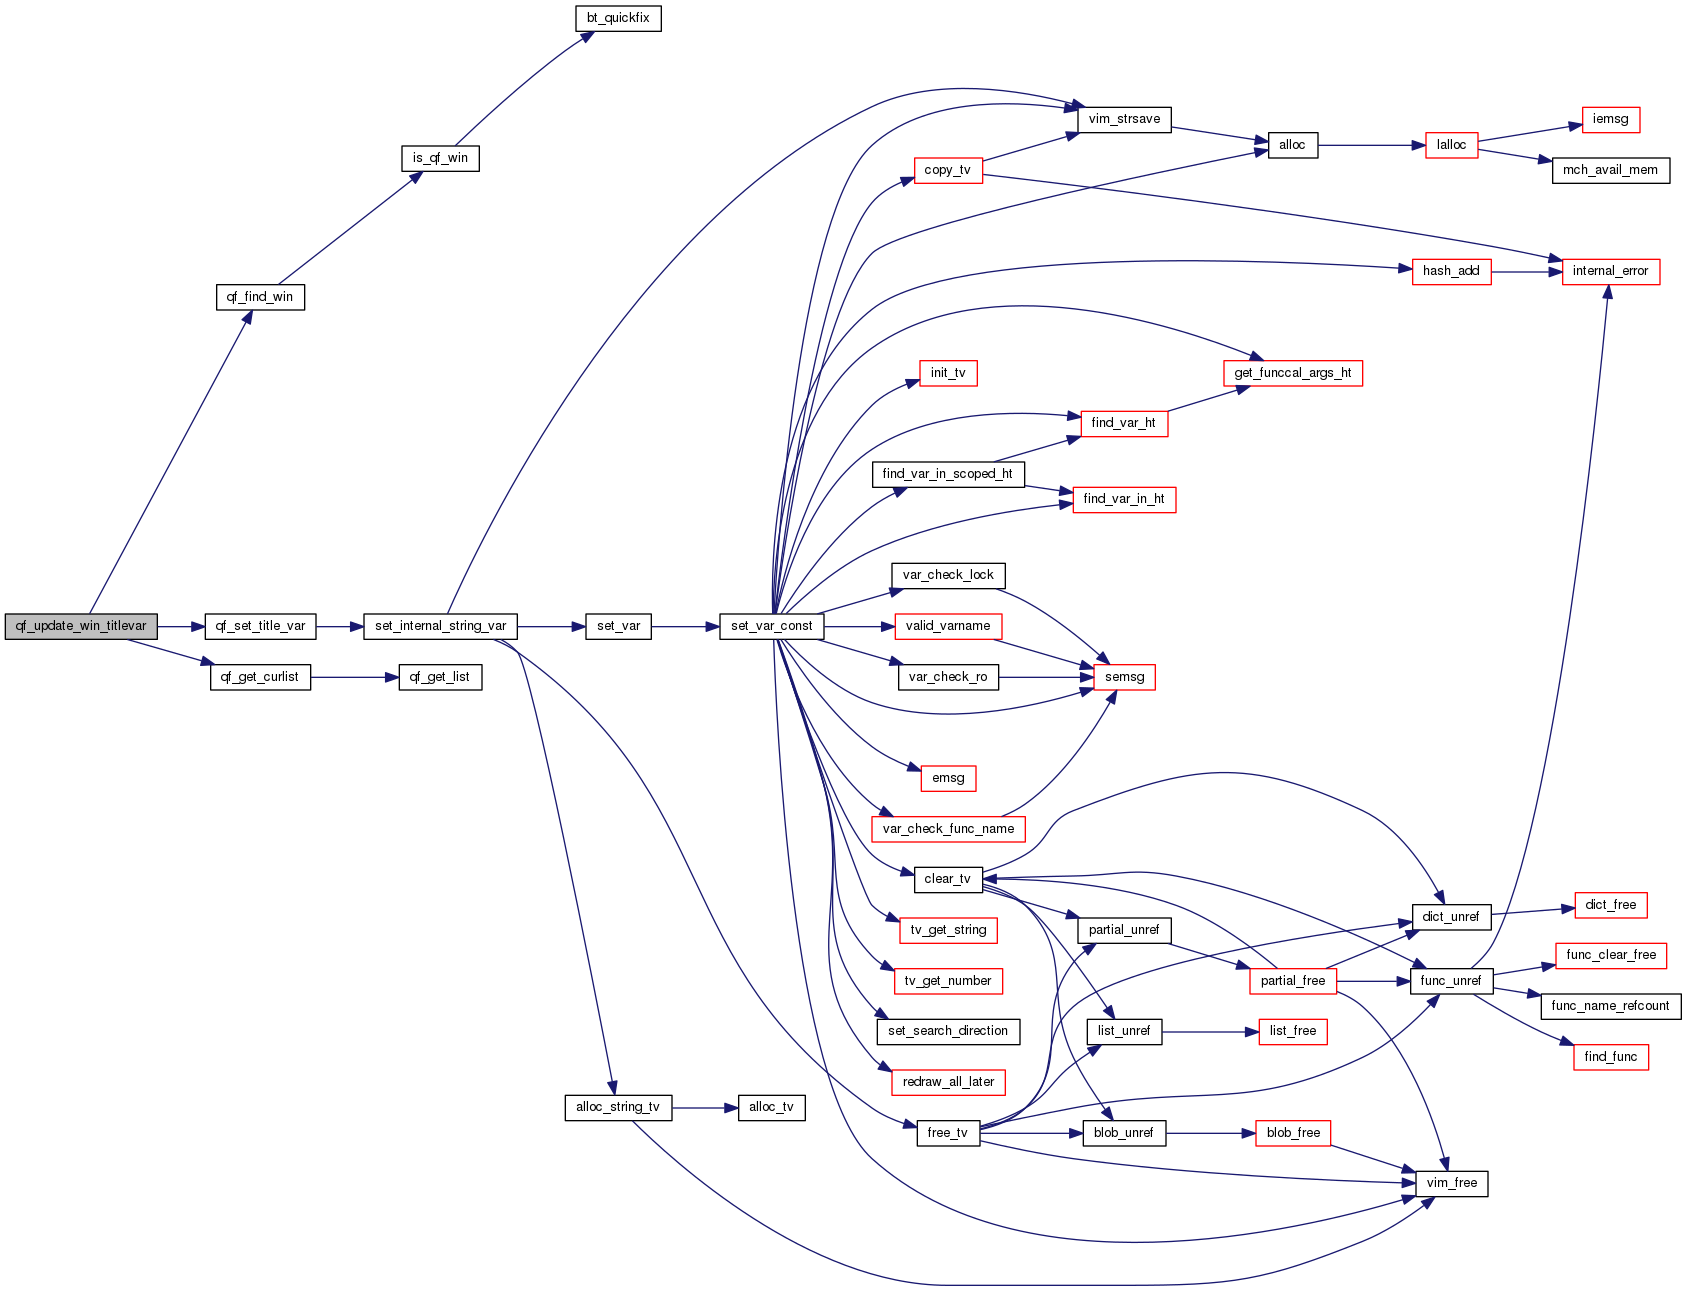 bt_quickfix
vim_strsave
iemsg
alloc
lalloc
is_qf_win
copy_tv
mch_avail_mem
hash_add
internal_error
qf_find_win
init_tv
get_funccal_args_ht
find_var_ht
find_var_in_scoped_ht
find_var_in_ht
var_check_lock
qf_update_win_titlevar
qf_set_title_var
set_internal_string_var
set_var
set_var_const
valid_varname
qf_get_curlist
qf_get_list
var_check_ro
semsg
emsg
var_check_func_name
clear_tv
dict_unref
dict_free
tv_get_string
partial_unref
func_clear_free
tv_get_number
partial_free
func_unref
func_name_refcount
set_search_direction
list_unref
list_free
find_func
redraw_all_later
alloc_string_tv
alloc_tv
free_tv
blob_unref
blob_free
vim_free